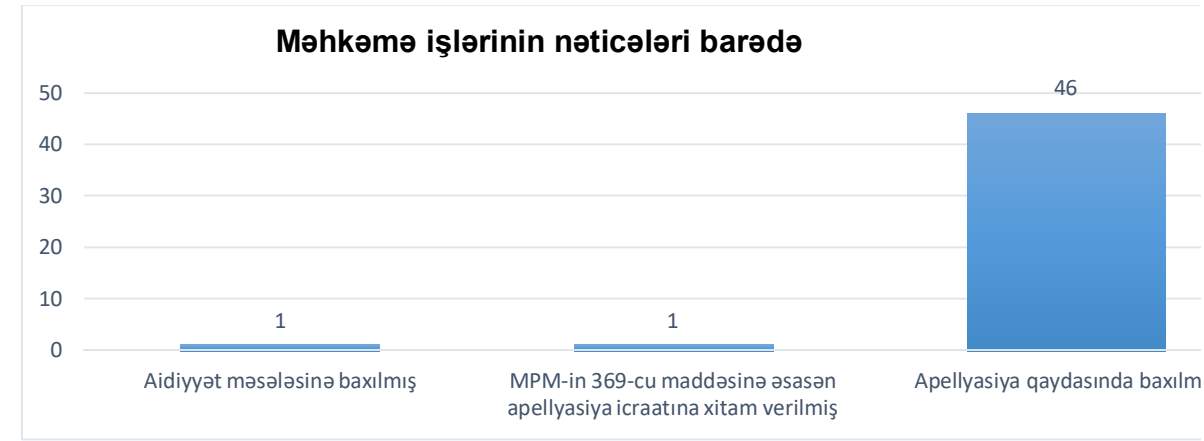 Məhkəmə işlərinin nəticələri barədə
50
46
40
30
20
10
1
1
0
Aidiyyət məsələsinə baxılmış
MPM-in 369-cu maddəsinə əsasən
apellyasiya icraatına xitam verilmiş
Apellyasiya qaydasında baxılm